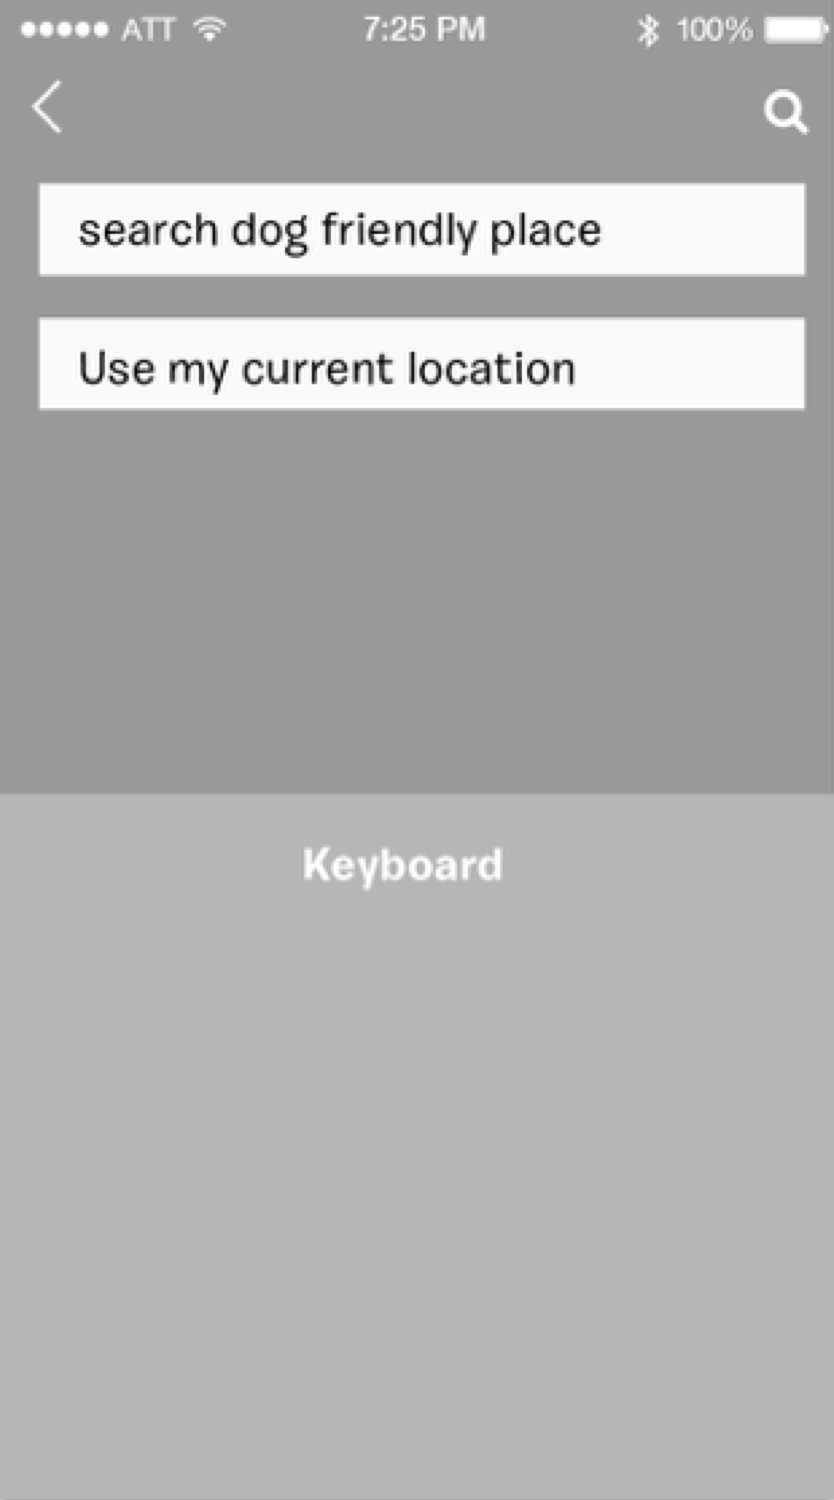 ATT 7:25 PM 100%
search dog friendly place
Use my current location
Keyboard